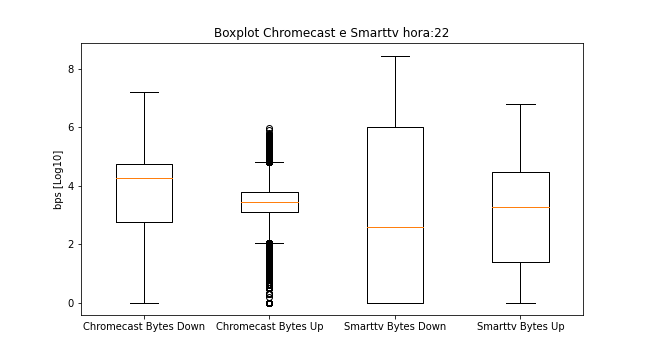 Boxplot Chromecast e Smarttv hora:22
bps [Log10]
8
6
4
2
0
Chromecast Bytes Down Chromecast Bytes Up Smarttv Bytes Down Smarttv Bytes Up